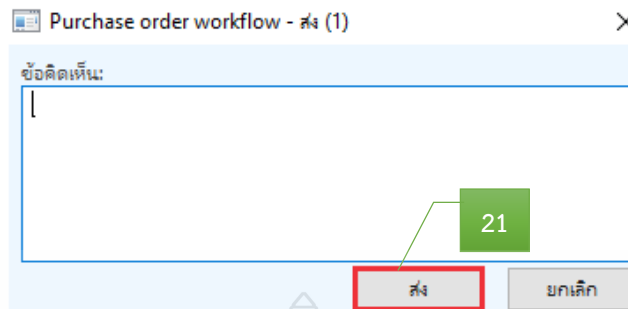 Purchase order workflow - ส่ง (1)
ข้อคิดเห็น:
21
ส่ง
ยกเลิก